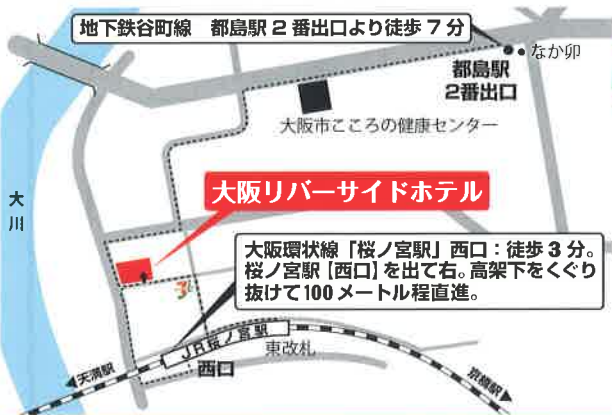 地下鉄谷町線 都島駅2番出口より徒歩7分
なか卯
都島駅
2番出口
大阪市こころの健康センター
大阪リバーサイドホテル
大川
大阪環状線「桜ノ宮駅」西口:徒歩3分。
桜ノ宮駅【西口】を出て右。高架下をくぐり
抜けて100メートル程直進。
JR桜ノ宮駅
東改札
西口
天満駅
京橋駅